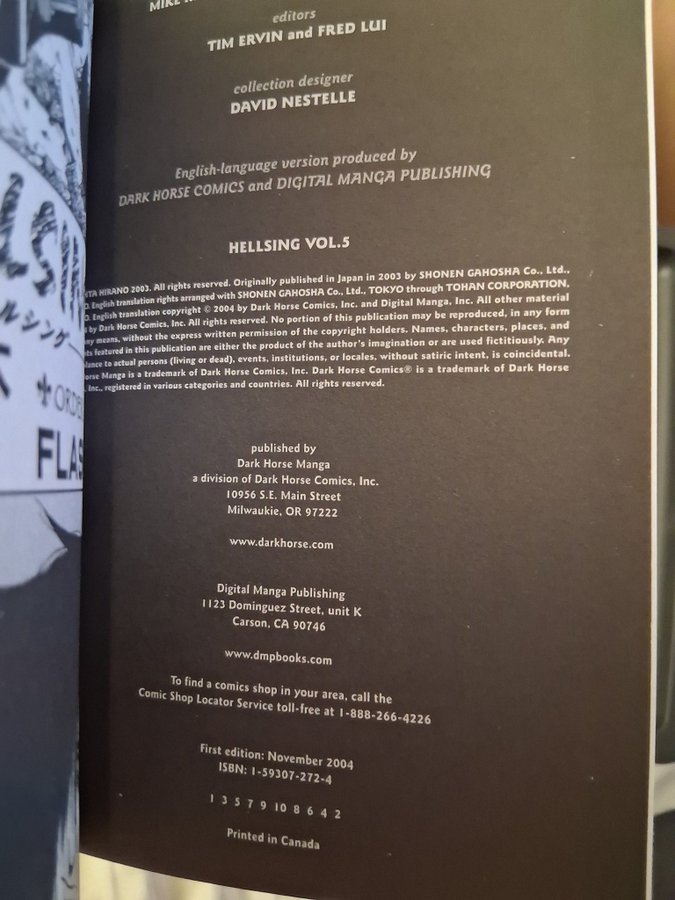 editors
TIM ERVIN and FRED LUI
collection designer
DAVID NESTELLE
English-language version produced by
DARK HORSE COMICS and DIGITAL MANGA PUBLISHING
HELLSING VOL.5
HIRANO 2003. All rights reserved. Originally published in Japan in 2003 by SHONEN GAHOSHA Co., Ltd.,
English translation rights arranged with SHONEN GAHOSHA Co., Ltd., TOKYO through TOHAN CORPORATION,
English translation copyright © 2004 by Dark Horse Comics, Inc. and Digital Manga, Inc. All other material
by Dark Horse Comics, Inc. All rights reserved. No portion of this publication may be reproduced, in any form
means, without the express written permission of the copyright holders. Names, characters, places, and
featured in this publication are either the product of the author's imagination or are used fictitiously. Any
to actual persons (living or dead), events, institutions, or locales, without satiric intent, is coincidental.
Manga is a trademark of Dark Horse Comics, Inc. Dark Horse Comics® is a trademark of Dark Horse
Inc., registered in various categories and countries. All rights reserved.
published by
Dark Horse Manga
a division of Dark Horse Comics, Inc.
10956 S.E. Main Street
Milwaukie, OR 97222
www.darkhorse.com
Digital Manga Publishing
1123 Dominguez Street, unit K
Carson, CA 90746
www.dmpbooks.com
To find a comics shop in your area, call the
Comic Shop Locator Service toll-free at 1-888-266-4226
First edition: November 2004
ISBN: 1-59307-272-4
1 3 5 7 9 10 8 6 4 2
Printed in Canada